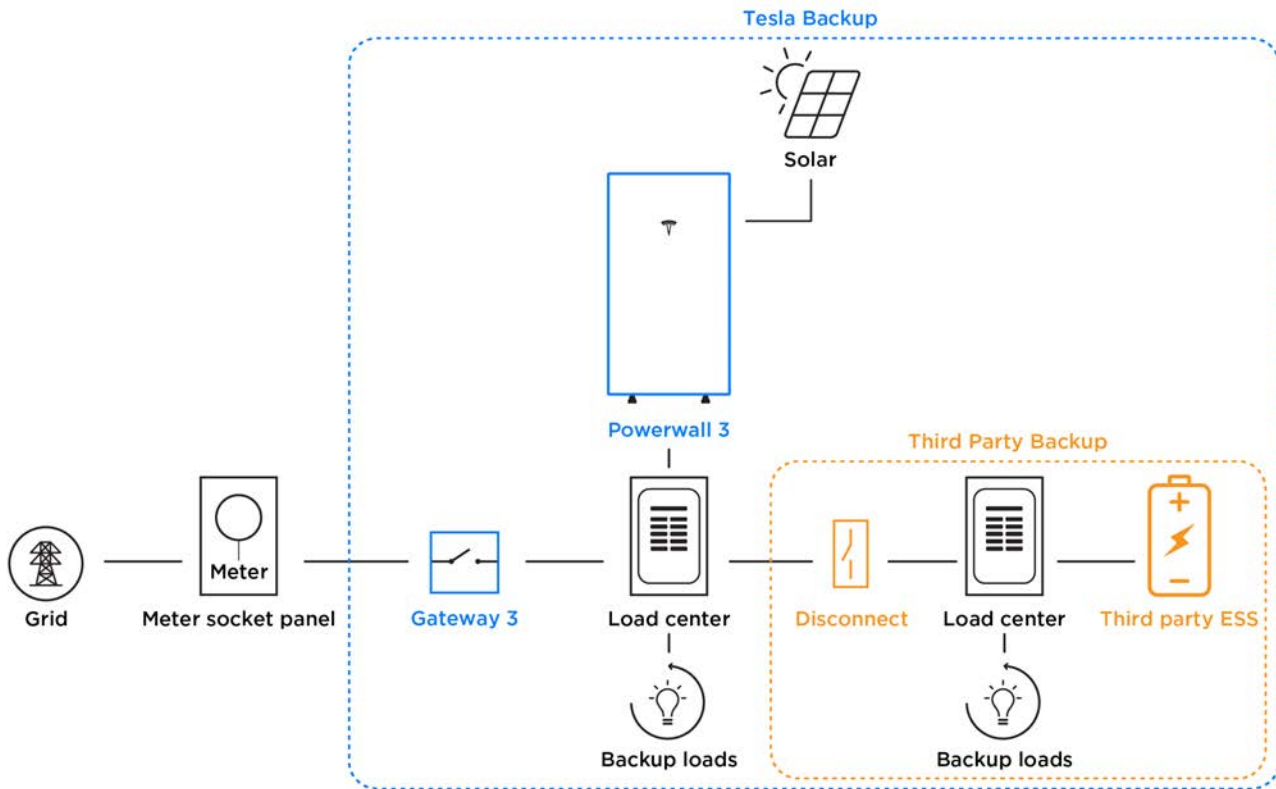 Tesla Backup
Solar
Powerwall 3
Third Party Backup
Meter
Grid
Meter socket panel
Gateway 3
Load center
Disconnect
Load center
Third party ESS
Backup loads
Backup loads